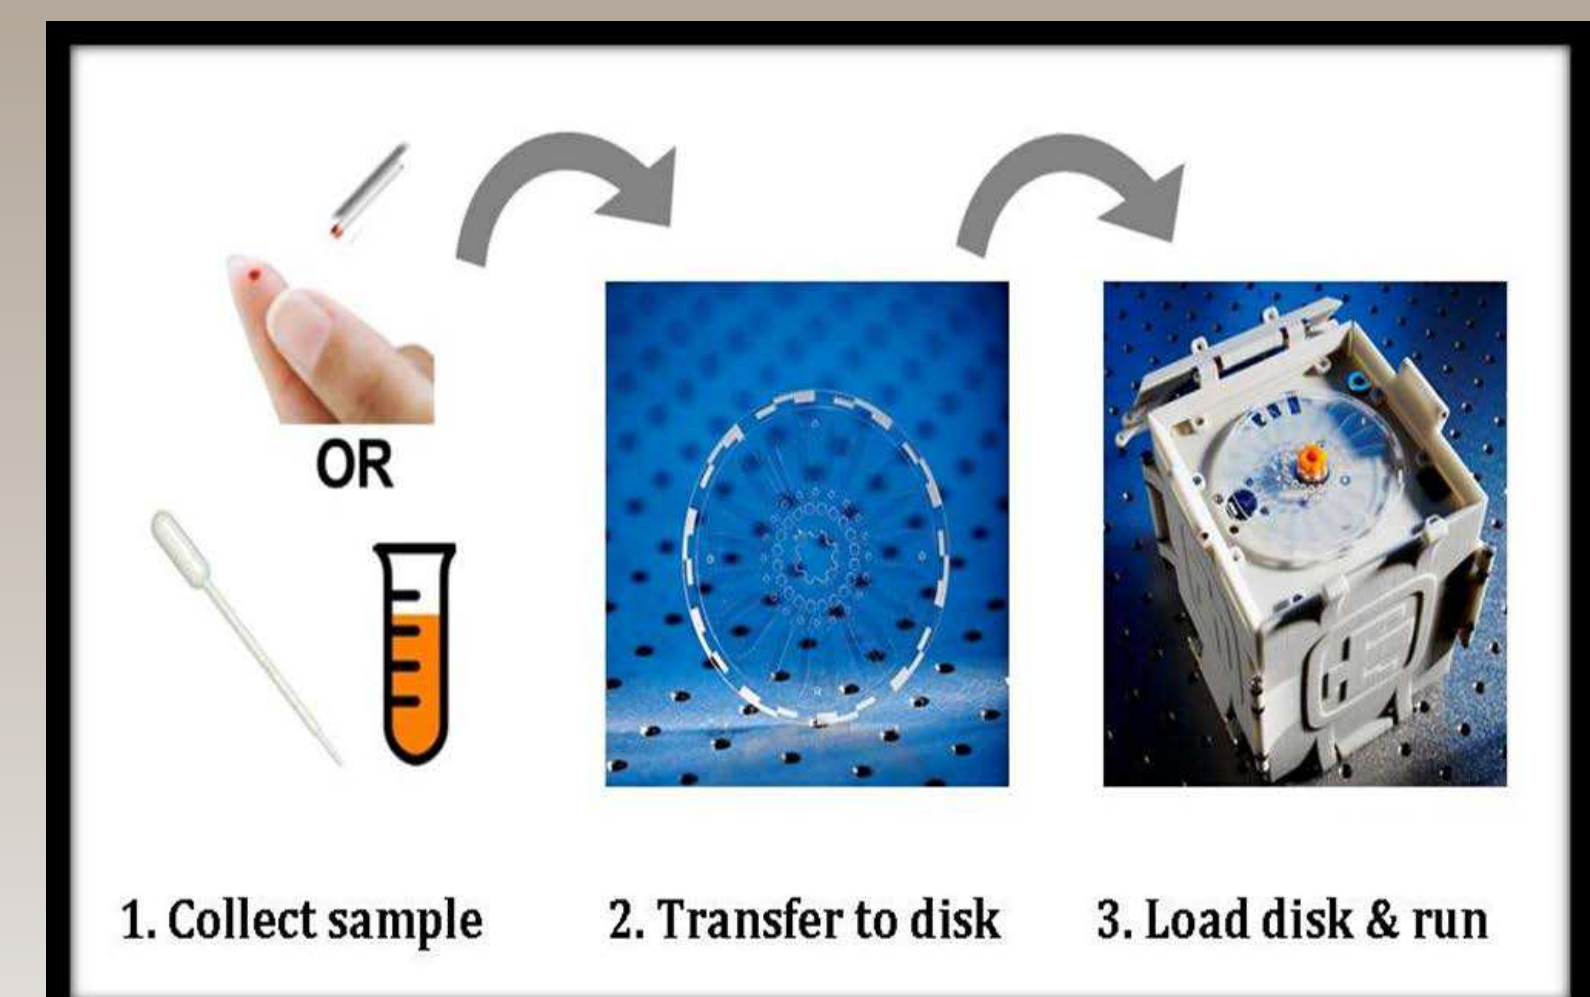 OR
1. Collect sample
2. Transfer to disk
3. Load disk & run